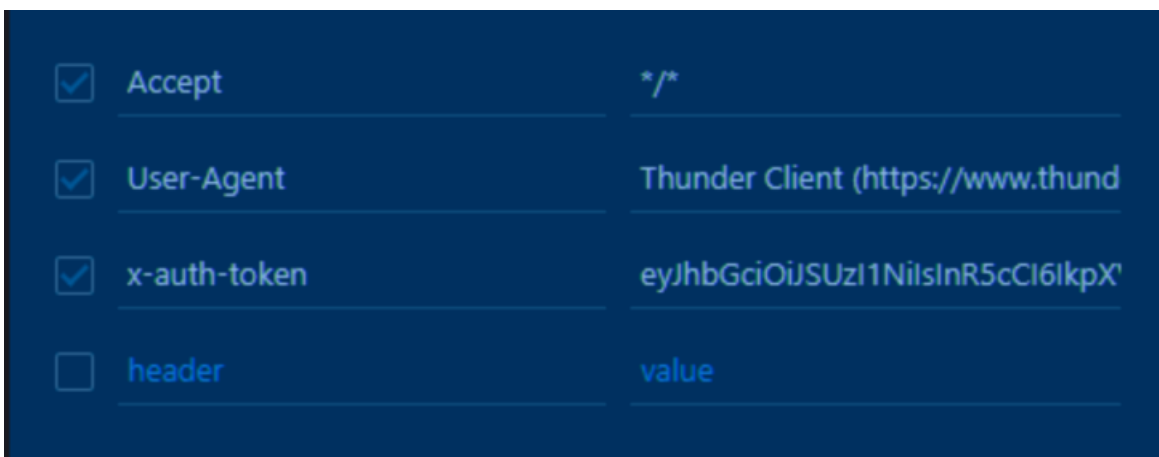 Accept */*
User-Agent Thunder Client (https://www.thund
x-auth-token eyJhbGciOiJSUzI1NiIsInR5cCI6IkpX
header value